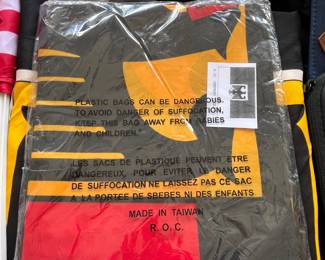 PLASTIC BAGS CAN BE DANGEROUS.
TO AVOID DANGER OF SUFFOCATION,
KEEP THIS BAG AWAY FROM BABIES
AND CHILDREN.
LES SACS DE PLASTIQUE PEUVENT ETRE
DANGEREUX, POUR EVITER LE DANGER
DE SUFFOCATION NE LAISSEZ PAS CE SAC
A LA PORTEE DE SBEBES NI DES ENFANTS
MADE IN TAIWAN
R. O. C.